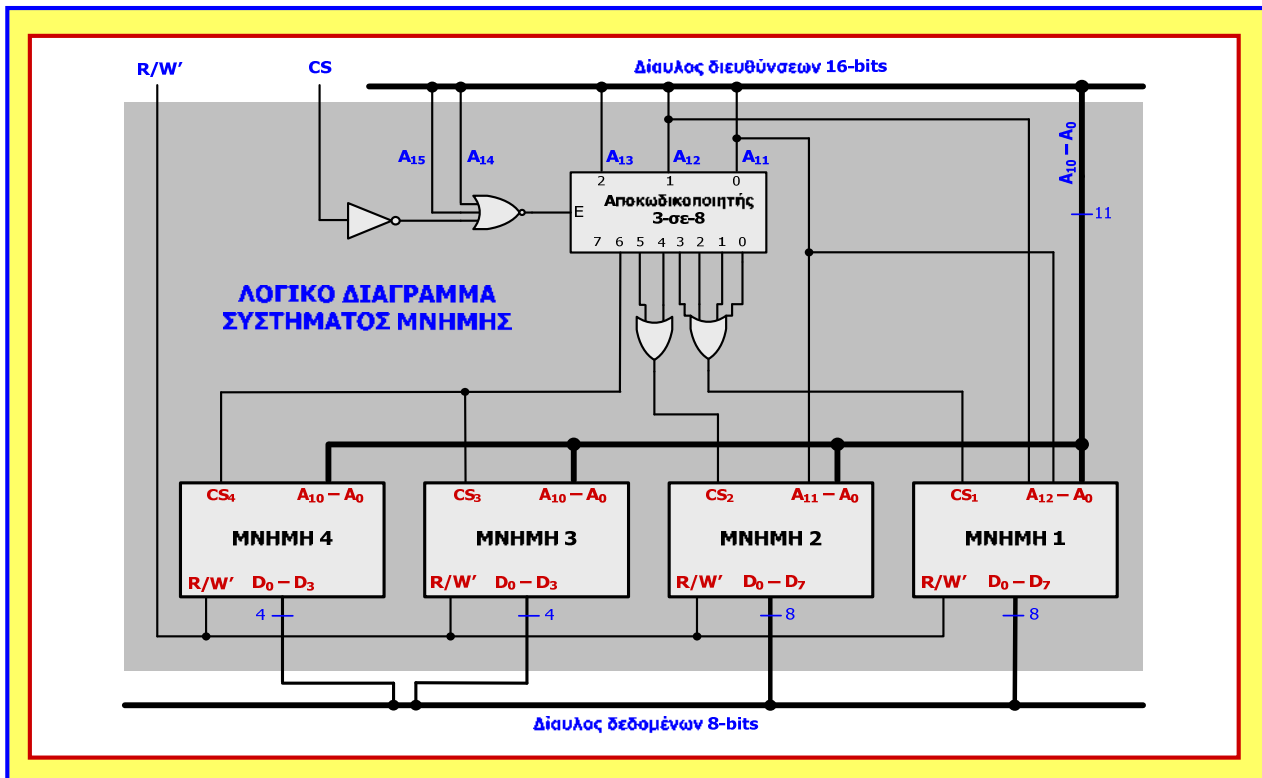 R/W’ CS Δίαυλος διευθύνσεων 16-bits
A10 – A0
A15 A14 A13 A12 A11
2 1 0
Αποκωδικοποιητής
3-σε-8
E
7 6 5 4 3 2 1 0
11
ΛΟΓΙΚΟ ΔΙΑΓΡΑΜΜΑ
ΣΥΣΤΗΜΑΤΟΣ ΜΝΗΜΗΣ
CS4 A10 – A0 CS3 A10 – A0 CS2 A11 – A0 CS1 A12 – A0
ΜΝΗΜΗ 4 ΜΝΗΜΗ 3 ΜΝΗΜΗ 2 ΜΝΗΜΗ 1
R/W’ D0 – D3 R/W’ D0 – D3 R/W’ D0 – D7 R/W’ D0 – D7
4 4 8 8
Δίαυλος δεδομένων 8-bits